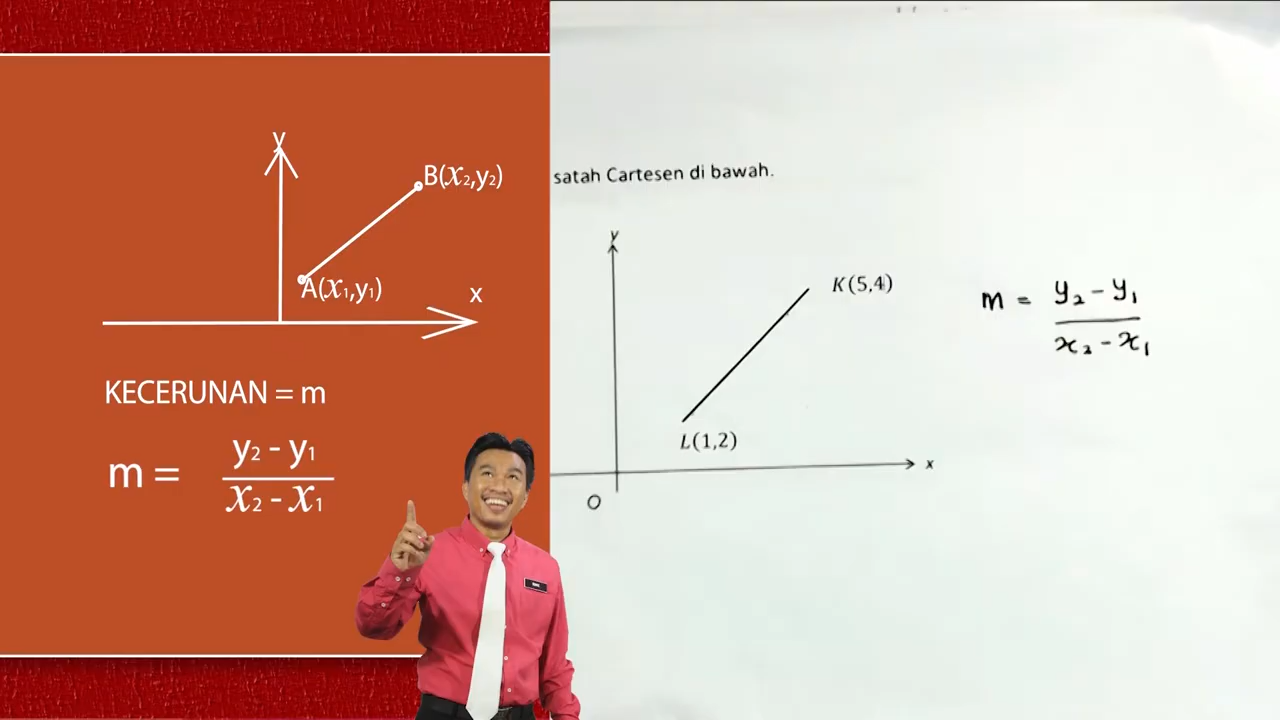 y
B(x₂,y₂)
A(x₁,y₁)
x
KECERUNAN = m
m = y₂ - y₁
x₂ - x₁
satah Cartesen di bawah.
y
K(5,4)
L(1,2)
x
O
m = y₂ - y₁
x₂ - x₁